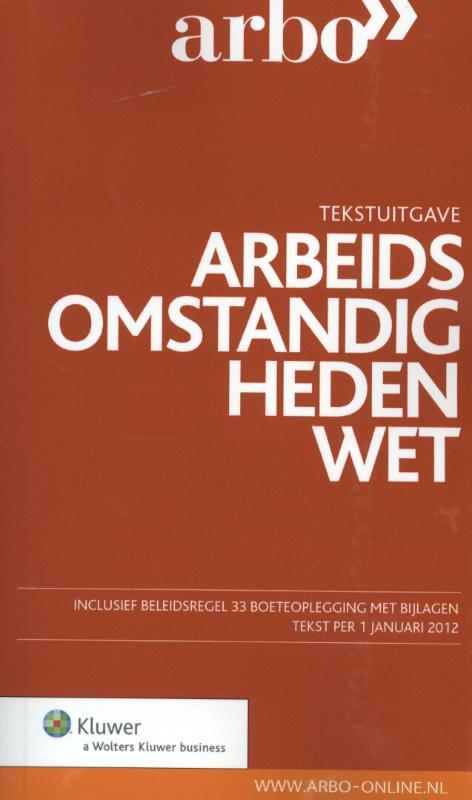 arbo»
TEKSTUITGAVE
ARBEIDS
OMSTANDIG
HEDEN
WET
INCLUSIEF BELEIDSREGEL 33 BOETEOPLEGGING MET BIJLAGEN
TEKST PER 1 JANUARI 2012
Kluwer
a Wolters Kluwer business
WWW.ARBO-ONLINE.NL